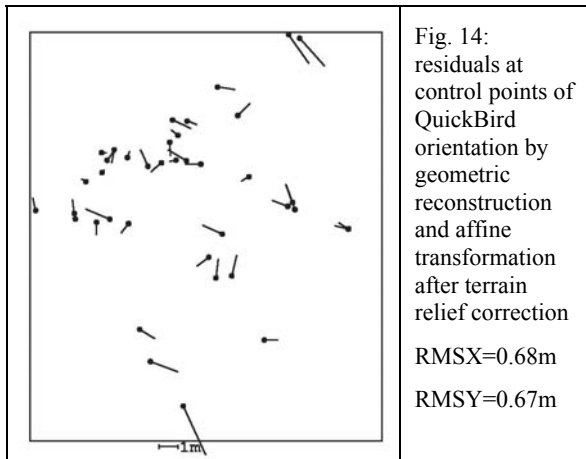 Fig. 14:
residuals at
control points of
QuickBird
orientation by
geometric
reconstruction
and affine
transformation
after terrain
relief correction
RMSX=0.68m
RMSY=0.67m
1m